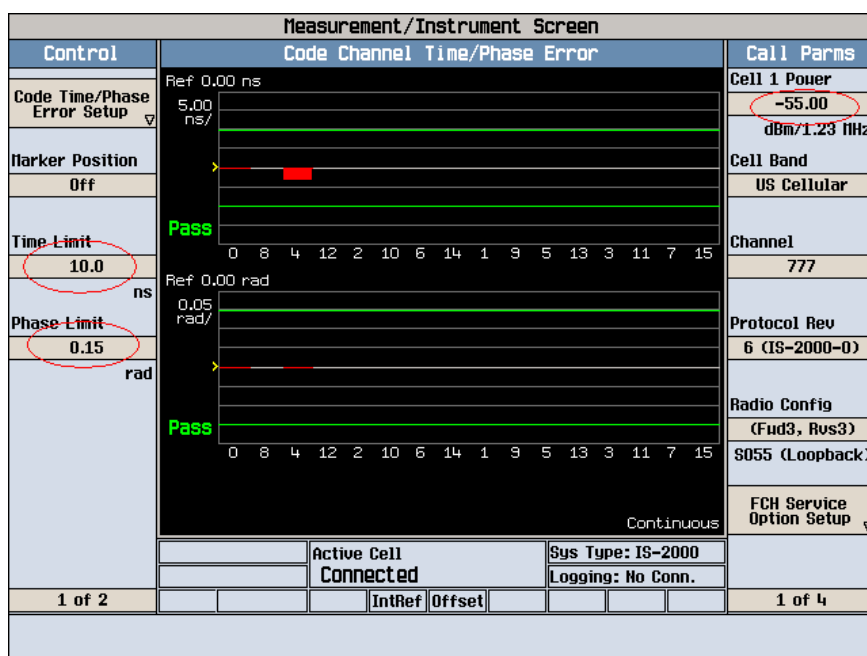 Measurement/Instrument Screen
Control
Code Time/Phase
Error Setup
Marker Position
Off
Time Limit
10.0
ns
Phase Limit
0.15
rad
1 of 2
Code Channel Time/Phase Error
Ref 0.00 ns
5.00
ns/
Pass
0 8 4 12 2 10 6 14 1 9 5 13 3 11 7 15
Ref 0.00 rad
0.05
rad/
Pass
0 8 4 12 2 10 6 14 1 9 5 13 3 11 7 15
Continuous
Active Cell
Connected
Sys Type: IS-2000
Logging: No Conn.
IntRef Offset
Call Parms
Cell 1 Power
-55.00
dBm/1.23 MHz
Cell Band
US Cellular
Channel
777
Protocol Rev
6 (IS-2000-0)
Radio Config
(Fwd3, Rvs3)
SO55 (Loopback)
FCH Service
Option Setup
1 of 4